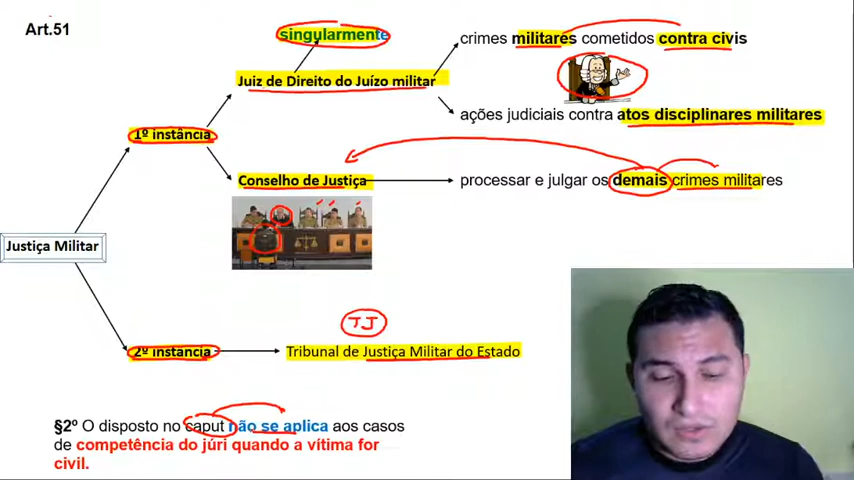 Art.51
singularmente
crimes militares cometidos contra civis
Juiz de Direito do Juízo militar
ações judiciais contra atos disciplinares militares
1º instância
Conselho de Justiça
processar e julgar os demais crimes militares
Justiça Militar
TJ
2º instancia
Tribunal de Justiça Militar do Estado
§2º O disposto no caput não se aplica aos casos
de competência do júri quando a vítima for
civil.